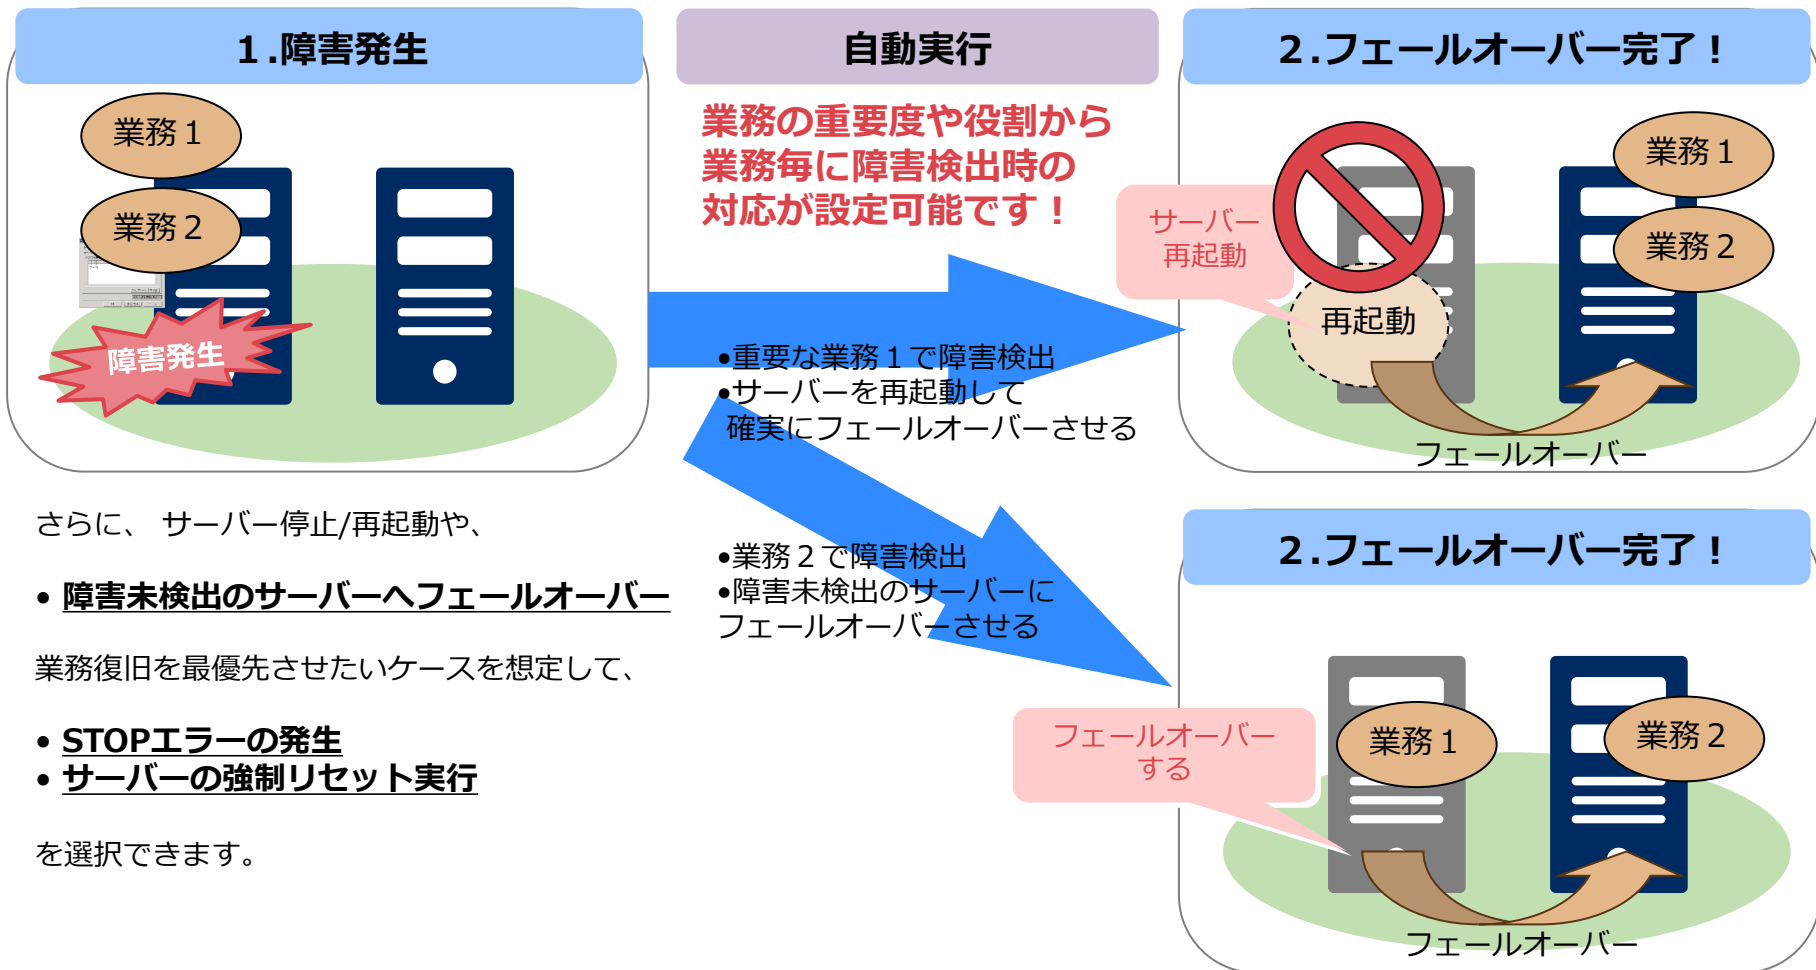 １.障害発生
業務１
業務２
障害発生
自動実行
業務の重要度や役割から
業務毎に障害検出時の
対応が設定可能です！
•重要な業務１で障害検出
•サーバーを再起動して
確実にフェールオーバーさせる
•業務２で障害検出
•障害未検出のサーバーに
フェールオーバーさせる
２.フェールオーバー完了！
サーバー
再起動
再起動
業務１
業務２
フェールオーバー
さらに、 サーバー停止/再起動や、
• 障害未検出のサーバーへフェールオーバー
業務復旧を最優先させたいケースを想定して、
• STOPエラーの発生
• サーバーの強制リセット実行
を選択できます。
２.フェールオーバー完了！
フェールオーバー
する
業務１
業務２
フェールオーバー